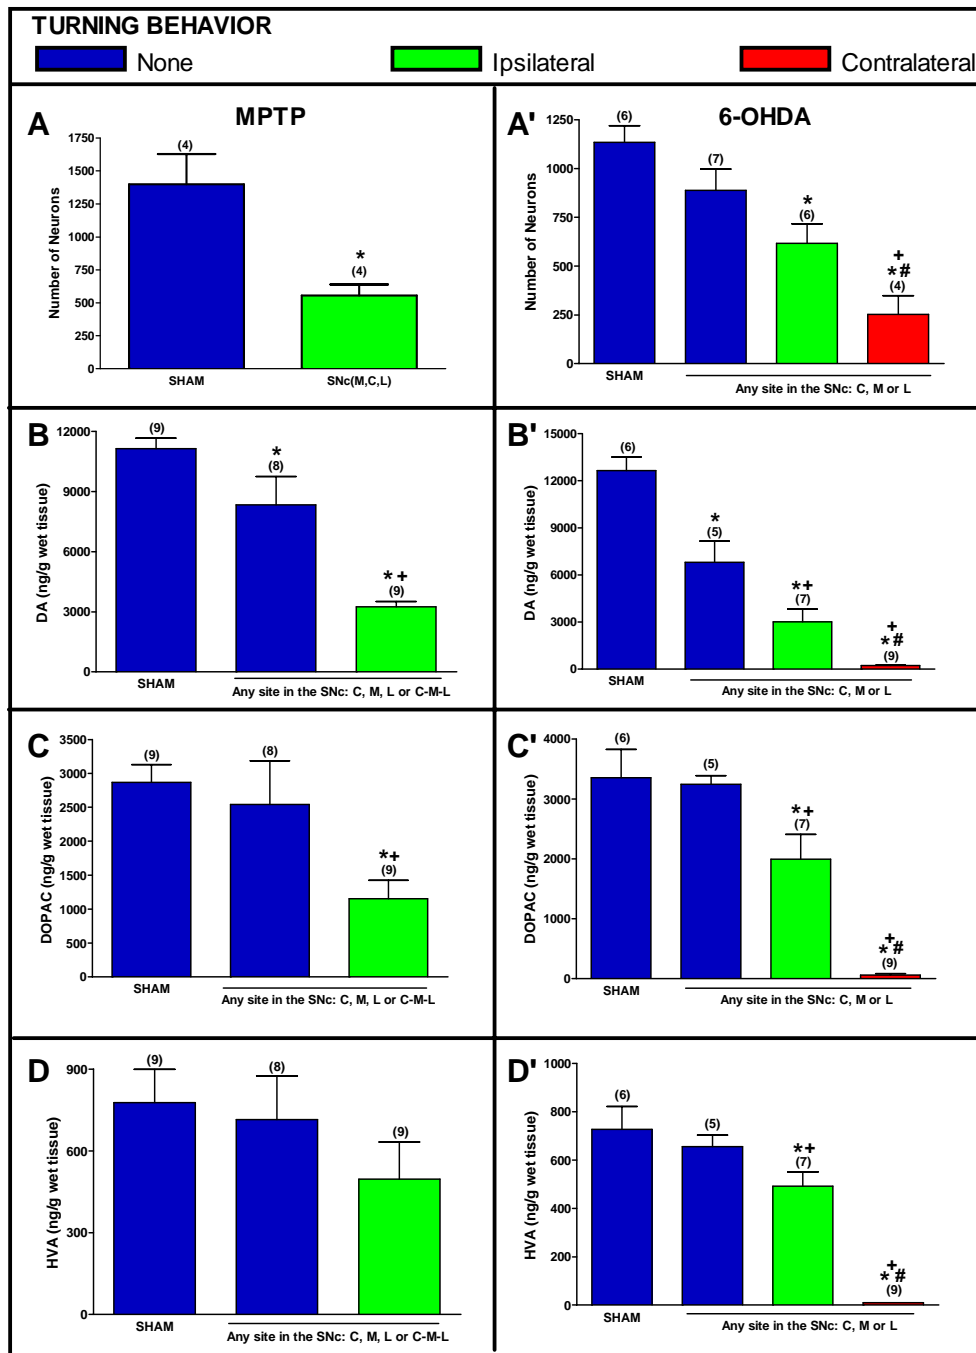 TURNING BEHAVIOR
None Ipsilateral Contralateral
A MPTP
Number of Neurons
1750
1500
1250
1000
750
500
250
0
(4)
*
(4)
SHAM SNc(M,C,L)
A' 6-OHDA
Number of Neurons
1250
1000
750
500
250
0
(6)
(7)
*
(6)
+
*#
(4)
SHAM
Any site in the SNc: C, M or L
B
DA (ng/g wet tissue)
12000
9000
6000
3000
0
(9)
*
(8)
*+
(9)
SHAM
Any site in the SNc: C, M, L or C-M-L
B'
DA (ng/g wet tissue)
15000
12000
9000
6000
3000
0
(6)
*
(5)
*+
(7)
+
*#
(9)
SHAM
Any site in the SNc: C, M or L
C
DOPAC (ng/g wet tissue)
3500
3000
2500
2000
1500
1000
500
0
(9)
(8)
*+
(9)
SHAM
Any site in the SNc: C, M, L or C-M-L
C'
DOPAC (ng/g wet tissue)
4000
3000
2000
1000
0
(6)
(5)
*+
(7)
+
*#
(9)
SHAM
Any site in the SNc: C, M or L
D
HVA (ng/g wet tissue)
900
600
300
0
(9)
(8)
(9)
SHAM
Any site in the SNc: C, M, L or C-M-L
D'
HVA (ng/g wet tissue)
1000
800
600
400
200
0
(6)
(5)
*+
(7)
+
*#
(9)
SHAM
Any site in the SNc: C, M or L